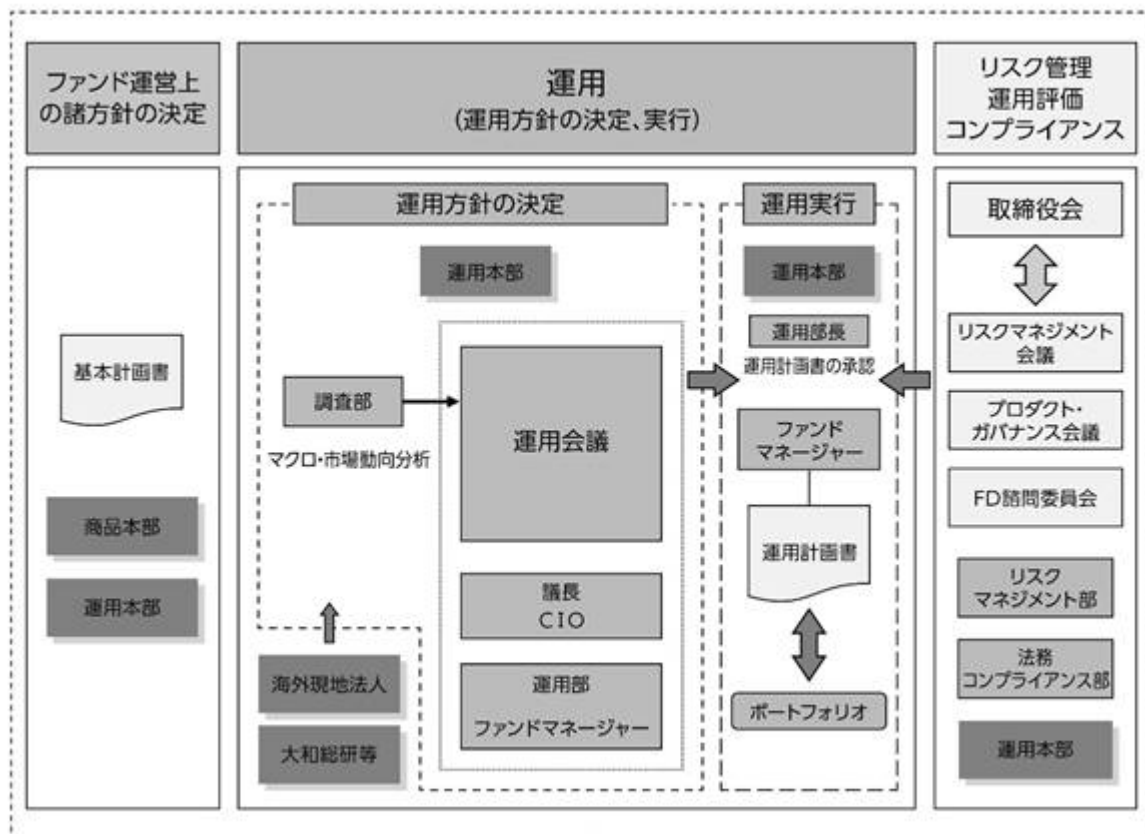 ファンド運営上
の諸方針の決定
基本計画書
商品本部
運用本部
運用
(運用方針の決定、実行)
運用方針の決定
運用本部
調査部
マクロ・市場動向分析
運用会議
議長
CIO
運用部
ファンドマネージャー
海外現地法人
大和総研等
運用実行
運用本部
運用部長
運用計画書の承認
ファンド
マネージャー
運用計画書
ポートフォリオ
リスク管理
運用評価
コンプライアンス
取締役会
リスクマネジメント
会議
プロダクト・
ガバナンス会議
FD諮問委員会
リスク
マネジメント部
法務
コンプライアンス部
運用本部